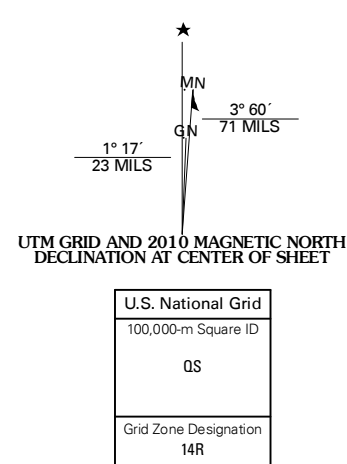 MN
3° 60´
71 MILS
GN
1° 17´
23 MILS
UTM GRID AND 2010 MAGNETIC NORTH
DECLINATION AT CENTER OF SHEET
U.S. National Grid
100,000-m Square ID
QS
Grid Zone Designation
14R